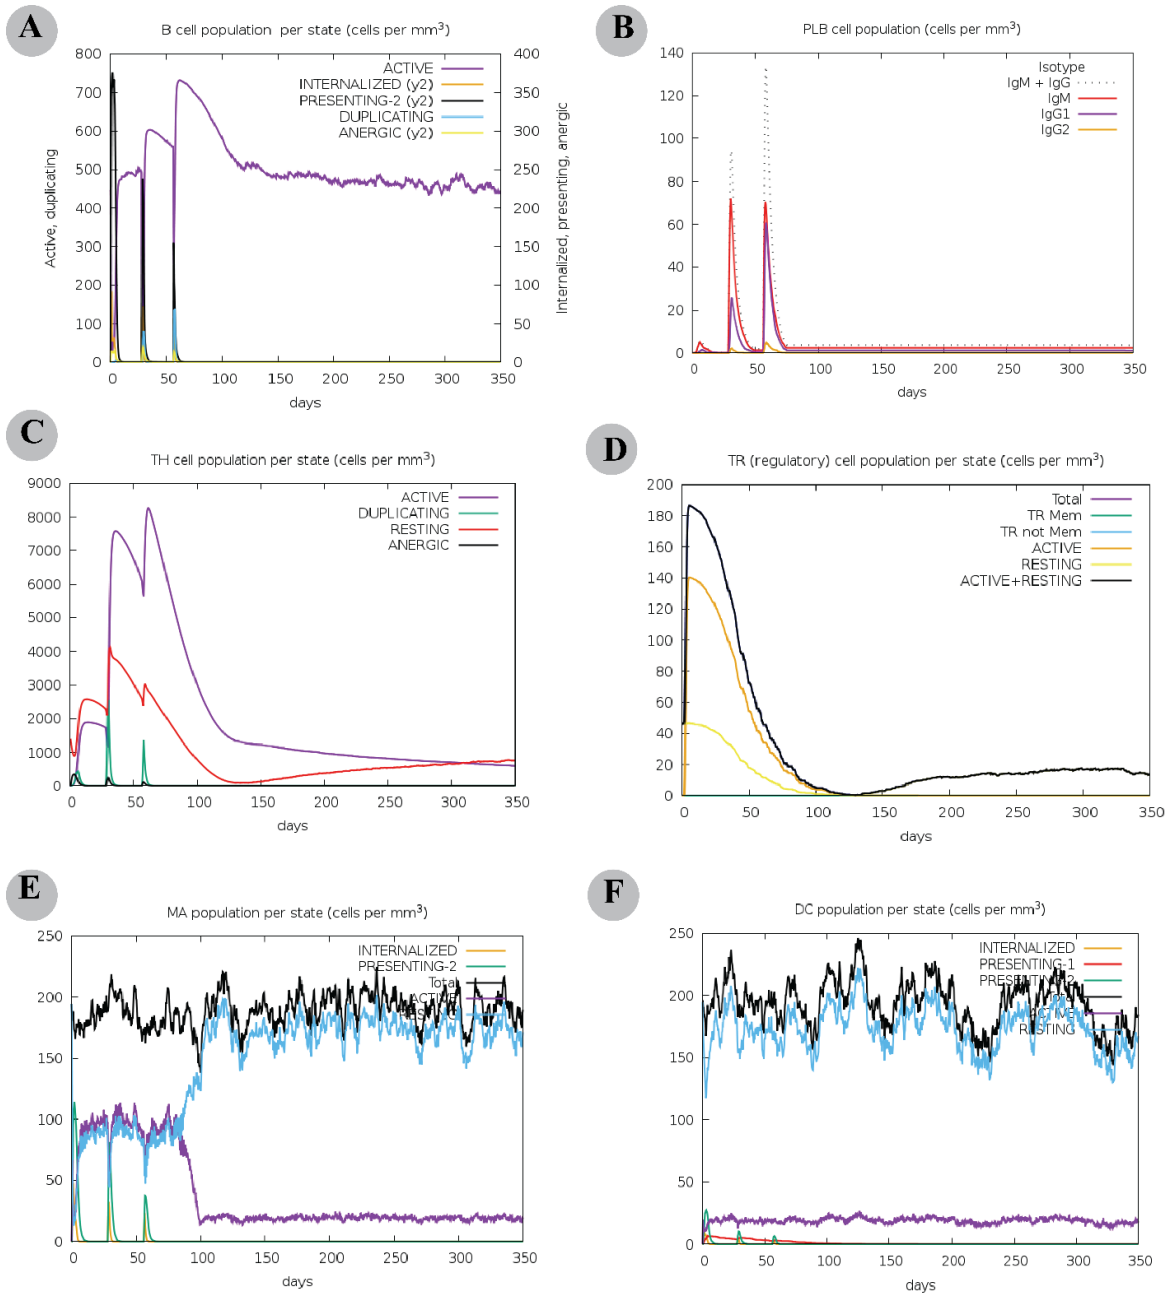 A
B cell population per state (cells per mm³)
800
700
600
500
400
300
200
100
0
400
350
300
250
200
150
100
50
0
ACTIVE
INTERNALIZED (y2)
PRESENTING-2 (y2)
DUPLICATING
ANERGIC (y2)
Active, duplicating
Internalized, presenting, anergic
0 50 100 150 200 250 300 350
days
B
PLB cell population (cells per mm³)
140
120
100
80
60
40
20
0
Isotype
IgM + IgG
IgM
IgG1
IgG2
0 50 100 150 200 250 300 350
days
C
TH cell population per state (cells per mm³)
9000
8000
7000
6000
5000
4000
3000
2000
1000
0
ACTIVE
DUPLICATING
RESTING
ANERGIC
0 50 100 150 200 250 300 350
days
D
TR (regulatory) cell population per state (cells per mm³)
200
180
160
140
120
100
80
60
40
20
0
Total
TR Mem
TR not Mem
ACTIVE
RESTING
ACTIVE+RESTING
0 50 100 150 200 250 300 350
days
E
MA population per state (cells per mm³)
250
200
150
100
50
0
INTERNALIZED
PRESENTING-2
Total
ACTIVE
0 50 100 150 200 250 300 350
days
F
DC population per state (cells per mm³)
250
200
150
100
50
0
INTERNALIZED
PRESENTING-1
PRESENTING-2
Total
ACTIVE
RESTING
0 50 100 150 200 250 300 350
days